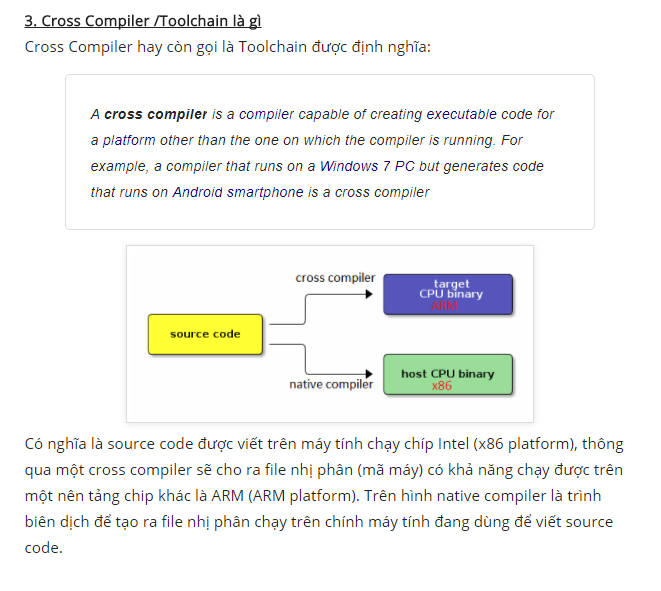 3. Cross Compiler /Toolchain là gì
Cross Compiler hay còn gọi là Toolchain được định nghĩa:
A cross compiler is a compiler capable of creating executable code for
a platform other than the one on which the compiler is running. For
example, a compiler that runs on a Windows 7 PC but generates code
that runs on Android smartphone is a cross compiler
cross compiler
target
CPU binary
ARM
source code
host CPU binary
x86
native compiler
Có nghĩa là source code được viết trên máy tính chạy chíp Intel (x86 platform), thông
qua một cross compiler sẽ cho ra file nhị phân (mã máy) có khả năng chạy được trên
một nên tảng chip khác là ARM (ARM platform). Trên hình native compiler là trình
biên dịch để tạo ra file nhị phân chạy trên chính máy tính đang dùng để viết source
code.